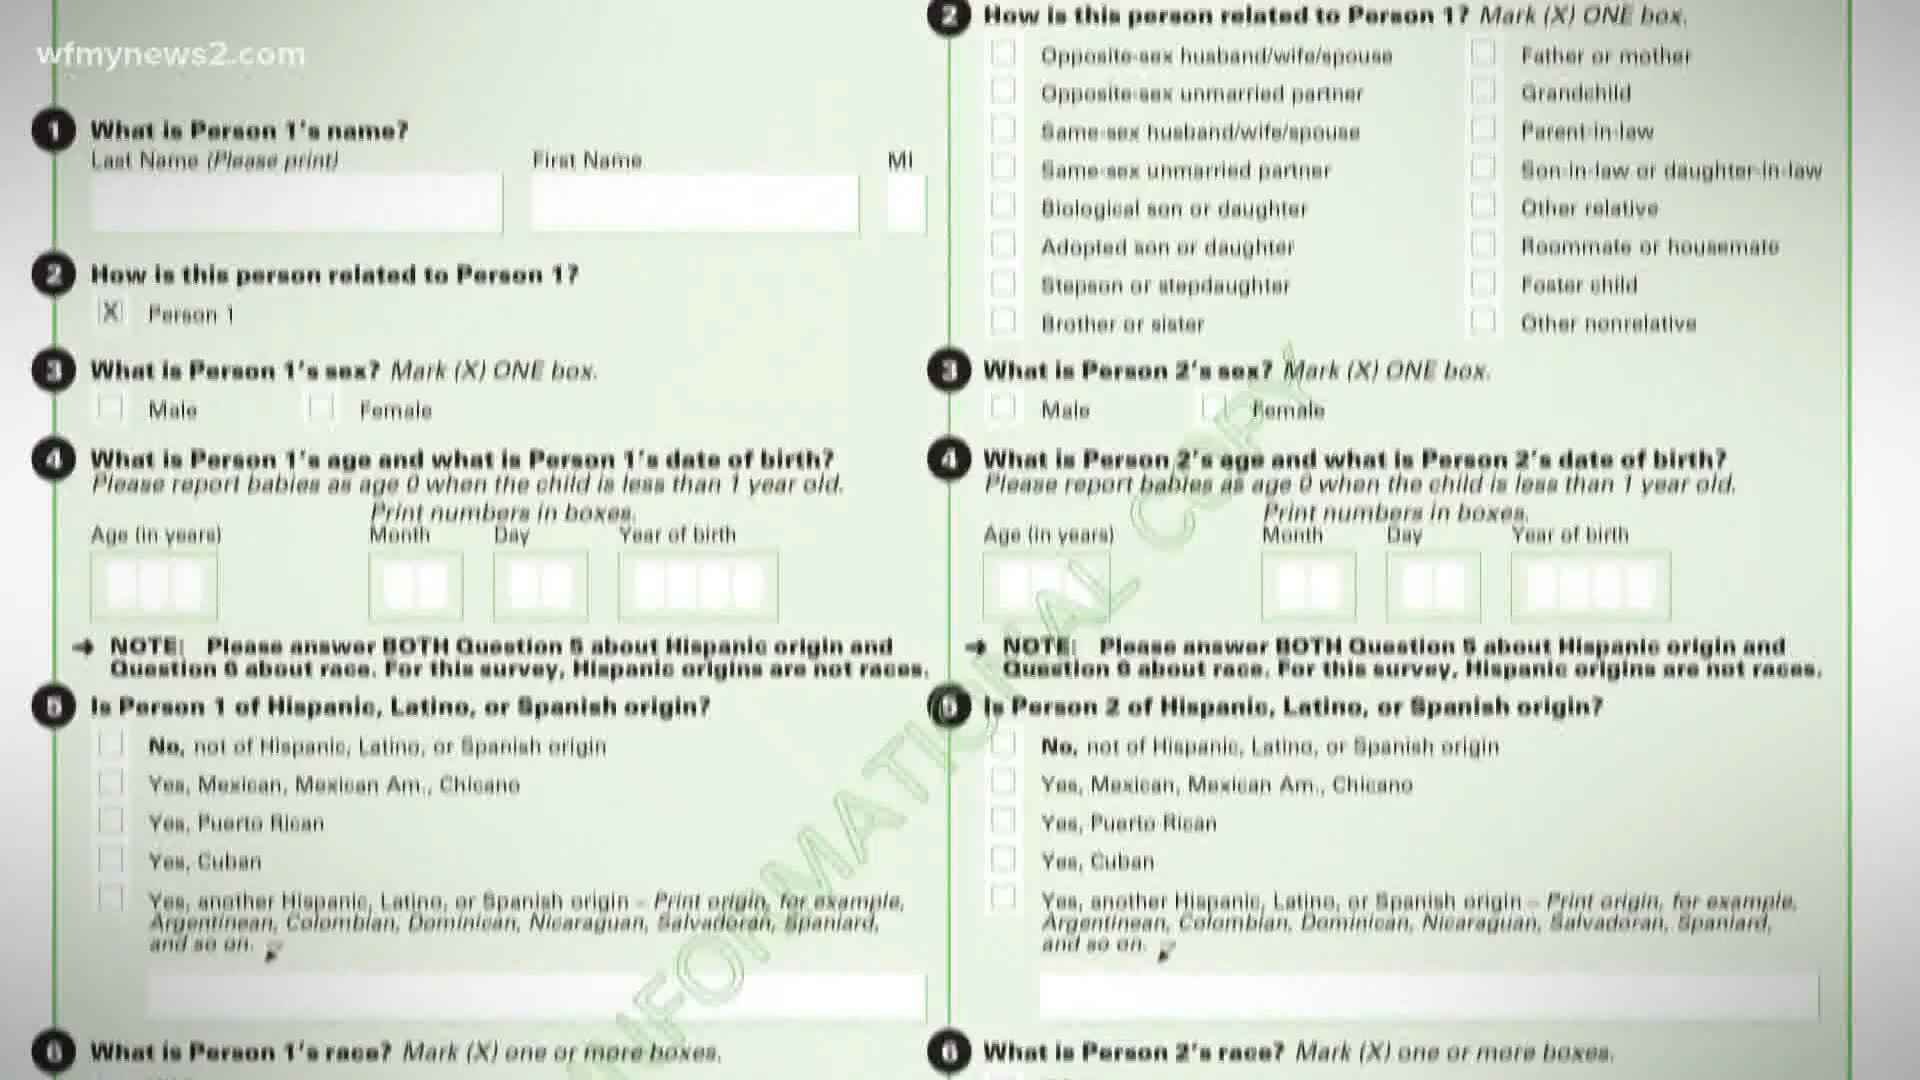 wfmynews2.com
1 What is Person 1's name?
Last Name (Please print) First Name MI
2 How is this person related to Person 1?
X Person 1
3 What is Person 1's sex? Mark (X) ONE box.
Male Female
4 What is Person 1's age and what is Person 1's date of birth?
Please report babies as age 0 when the child is less than 1 year old.
Print numbers in boxes.
Age (in years) Month Day Year of birth
→ NOTE: Please answer BOTH Question 5 about Hispanic origin and
Question 6 about race. For this survey, Hispanic origins are not races.
5 Is Person 1 of Hispanic, Latino, or Spanish origin?
No, not of Hispanic, Latino, or Spanish origin
Yes, Mexican, Mexican Am., Chicano
Yes, Puerto Rican
Yes, Cuban
Yes, another Hispanic, Latino, or Spanish origin – Print origin, for example,
Argentinean, Colombian, Dominican, Nicaraguan, Salvadoran, Spaniard,
and so on.
6 What is Person 1's race? Mark (X) one or more boxes.
2 How is this person related to Person 1? Mark (X) ONE box.
Opposite-sex husband/wife/spouse
Opposite-sex unmarried partner
Same-sex husband/wife/spouse
Same-sex unmarried partner
Biological son or daughter
Adopted son or daughter
Stepson or stepdaughter
Brother or sister
Father or mother
Grandchild
Parent-in-law
Son-in-law or daughter-in-law
Other relative
Roommate or housemate
Foster child
Other nonrelative
3 What is Person 2's sex? Mark (X) ONE box.
Male Female
4 What is Person 2's age and what is Person 2's date of birth?
Please report babies as age 0 when the child is less than 1 year old.
Print numbers in boxes.
Age (in years) Month Day Year of birth
→ NOTE: Please answer BOTH Question 5 about Hispanic origin and
Question 6 about race. For this survey, Hispanic origins are not races.
5 Is Person 2 of Hispanic, Latino, or Spanish origin?
No, not of Hispanic, Latino, or Spanish origin
Yes, Mexican, Mexican Am., Chicano
Yes, Puerto Rican
Yes, Cuban
Yes, another Hispanic, Latino, or Spanish origin – Print origin, for example,
Argentinean, Colombian, Dominican, Nicaraguan, Salvadoran, Spaniard,
and so on.
6 What is Person 2's race? Mark (X) one or more boxes.
INFORMATIONAL COPY